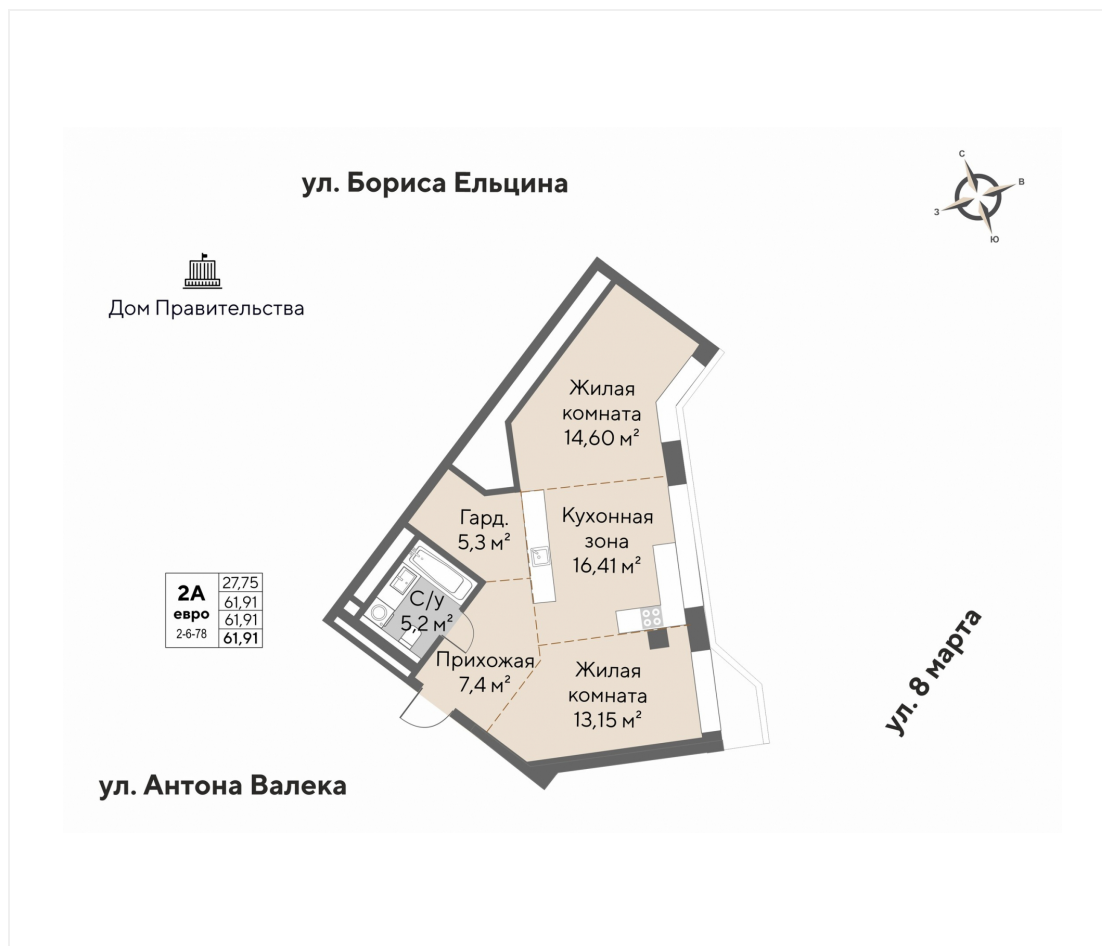 ул. Бориса Ельцина
С
В
З
Ю
Дом Правительства
Жилая
комната
14,60 м²
Гард.
5,3 м²
Кухонная
зона
16,41 м²
С/у
5,2 м²
2А
евро
2-6-78
27,75
61,91
61,91
61,91
Прихожая
7,4 м²
Жилая
комната
13,15 м²
ул. 8 марта
ул. Антона Валека